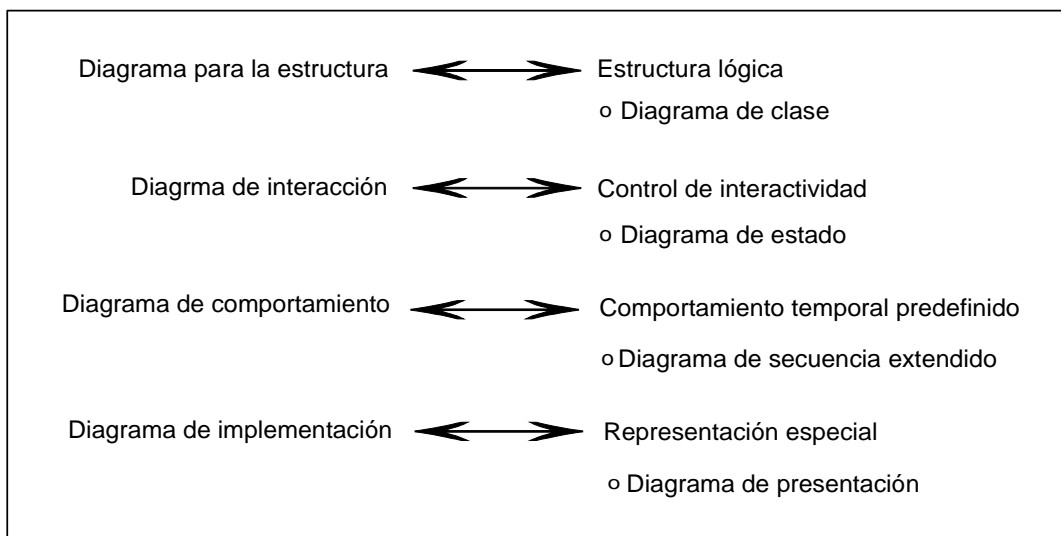 Diagrama para la estructura Estructura lógica
o Diagrama de clase
Diagrma de interacción Control de interactividad
o Diagrama de estado
Diagrama de comportamiento Comportamiento temporal predefinido
o Diagrama de secuencia extendido
Diagrama de implementación Representación especial
o Diagrama de presentación